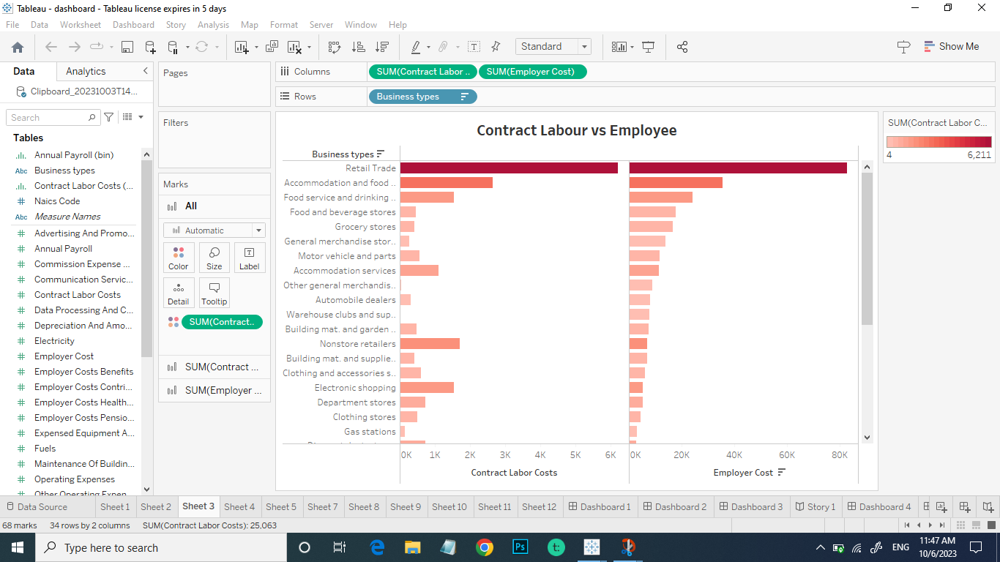 Tableau - dashboard - Tableau license expires in 5 days
File Data Worksheet Dashboard Story Analysis Map Format Server Window Help
Standard
Show Me
Data Analytics
Clipboard_20231003T14...
Search
Tables
Annual Payroll (bin)
Abc Business types
Contract Labor Costs (...
Naics Code
Abc Measure Names
Advertising And Promo...
Annual Payroll
Commission Expense ...
Communication Servic...
Contract Labor Costs
Data Processing And C...
Depreciation And Amo...
Electricity
Employer Cost
Employer Costs Benefits
Employer Costs Contri...
Employer Costs Health...
Employer Costs Pensio...
Expensed Equipment A...
Fuels
Maintenance Of Buildin...
Operating Expenses
Pages
Filters
Marks
All
Automatic
Color Size Label
Detail Tooltip
SUM(Contract..
SUM(Contract ...
SUM(Employer ...
Columns SUM(Contract Labor .. SUM(Employer Cost)
Rows Business types
Contract Labour vs Employee
Business types
Retail Trade
Accommodation and food ..
Food service and drinking ..
Food and beverage stores
Grocery stores
General merchandise stor..
Motor vehicle and parts
Accommodation services
Other general merchandis..
Automobile dealers
Warehouse clubs and sup..
Building mat. and garden ..
Nonstore retailers
Building mat. and supplie..
Clothing and accessories s..
Electronic shopping
Department stores
Clothing stores
Gas stations
0K 1K 2K 3K 4K 5K 6K
Contract Labor Costs
0K 20K 40K 60K 80K
Employer Cost
SUM(Contract Labor C...
4 6,211
Data Source Sheet 1 Sheet 2 Sheet 3 Sheet 4 Sheet 5 Sheet 7 Sheet 8 Sheet 9 Sheet 10 Sheet 11 Sheet 12 Dashboard 1 Dashboard 2 Dashboard 3 Story 1 Dashboard 4
68 marks 34 rows by 2 columns SUM(Contract Labor Costs): 25,063
Type here to search
Ps
t:
ENG
11:47 AM
10/6/2023